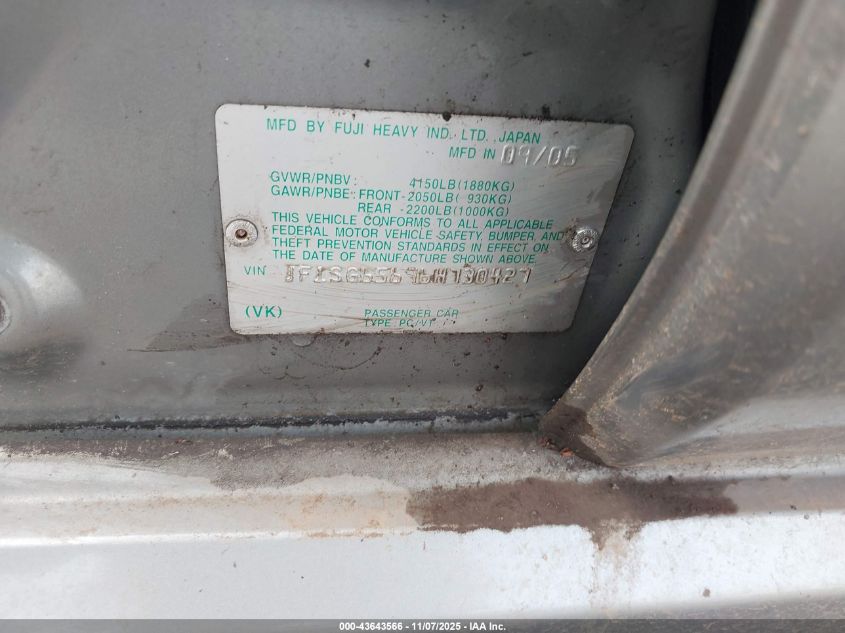 MFD BY FUJI HEAVY IND. LTD. JAPAN
MFD IN 09/05
GVWR/PNBV: 4150LB(1880KG)
GAWR/PNBE: FRONT-2050LB( 930KG)
REAR -2200LB(1000KG)
THIS VEHICLE CONFORMS TO ALL APPLICABLE
FEDERAL MOTOR VEHICLE SAFETY, BUMPER, AND
THEFT PREVENTION STANDARDS IN EFFECT ON
THE DATE OF MANUFACTURE SHOWN ABOVE.
VIN
(VK)
PASSENGER CAR
TYPE PC/VT
000-43643566 — 11/07/2025 — IAA Inc.